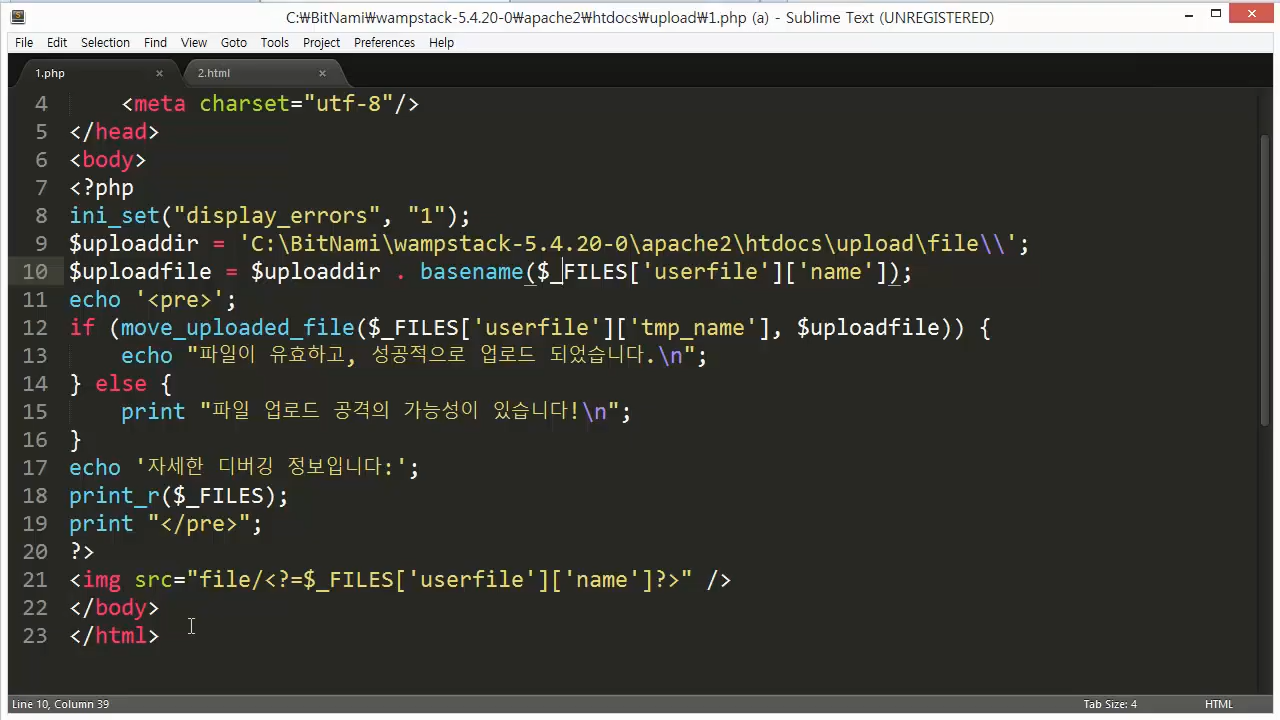 C:₩BitNami₩wampstack-5.4.20-0₩apache2₩htdocs₩upload₩1.php (a) - Sublime Text (UNREGISTERED)
File Edit Selection Find View Goto Tools Project Preferences Help
1.php × 2.html ×
4 <meta charset="utf-8"/>
5 </head>
6 <body>
7 <?php
8 ini_set("display_errors", "1");
9 $uploaddir = 'C:\BitNami\wampstack-5.4.20-0\apache2\htdocs\upload\file\\';
10 $uploadfile = $uploaddir . basename($_FILES['userfile']['name']);
11 echo '<pre>';
12 if (move_uploaded_file($_FILES['userfile']['tmp_name'], $uploadfile)) {
13 echo "파일이 유효하고, 성공적으로 업로드 되었습니다.\n";
14 } else {
15 print "파일 업로드 공격의 가능성이 있습니다!\n";
16 }
17 echo '자세한 디버깅 정보입니다:';
18 print_r($_FILES);
19 print "</pre>";
20 ?>
21 <img src="file/<?=$_FILES['userfile']['name']?>" />
22 </body>
23 </html>
Line 10, Column 39 Tab Size: 4 HTML